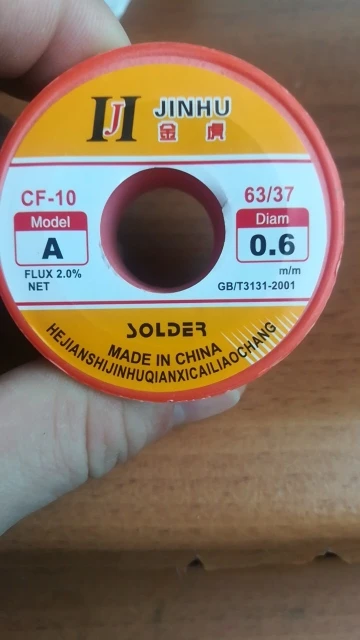 HJ JINHU
金虎
CF-10
63/37
Model
A
Diam
0.6
FLUX 2.0%
NET
m/m
GB/T3131-2001
SOLDER
MADE IN CHINA
HEJIANSHIJINHUQIANXICAILIAOCHANG